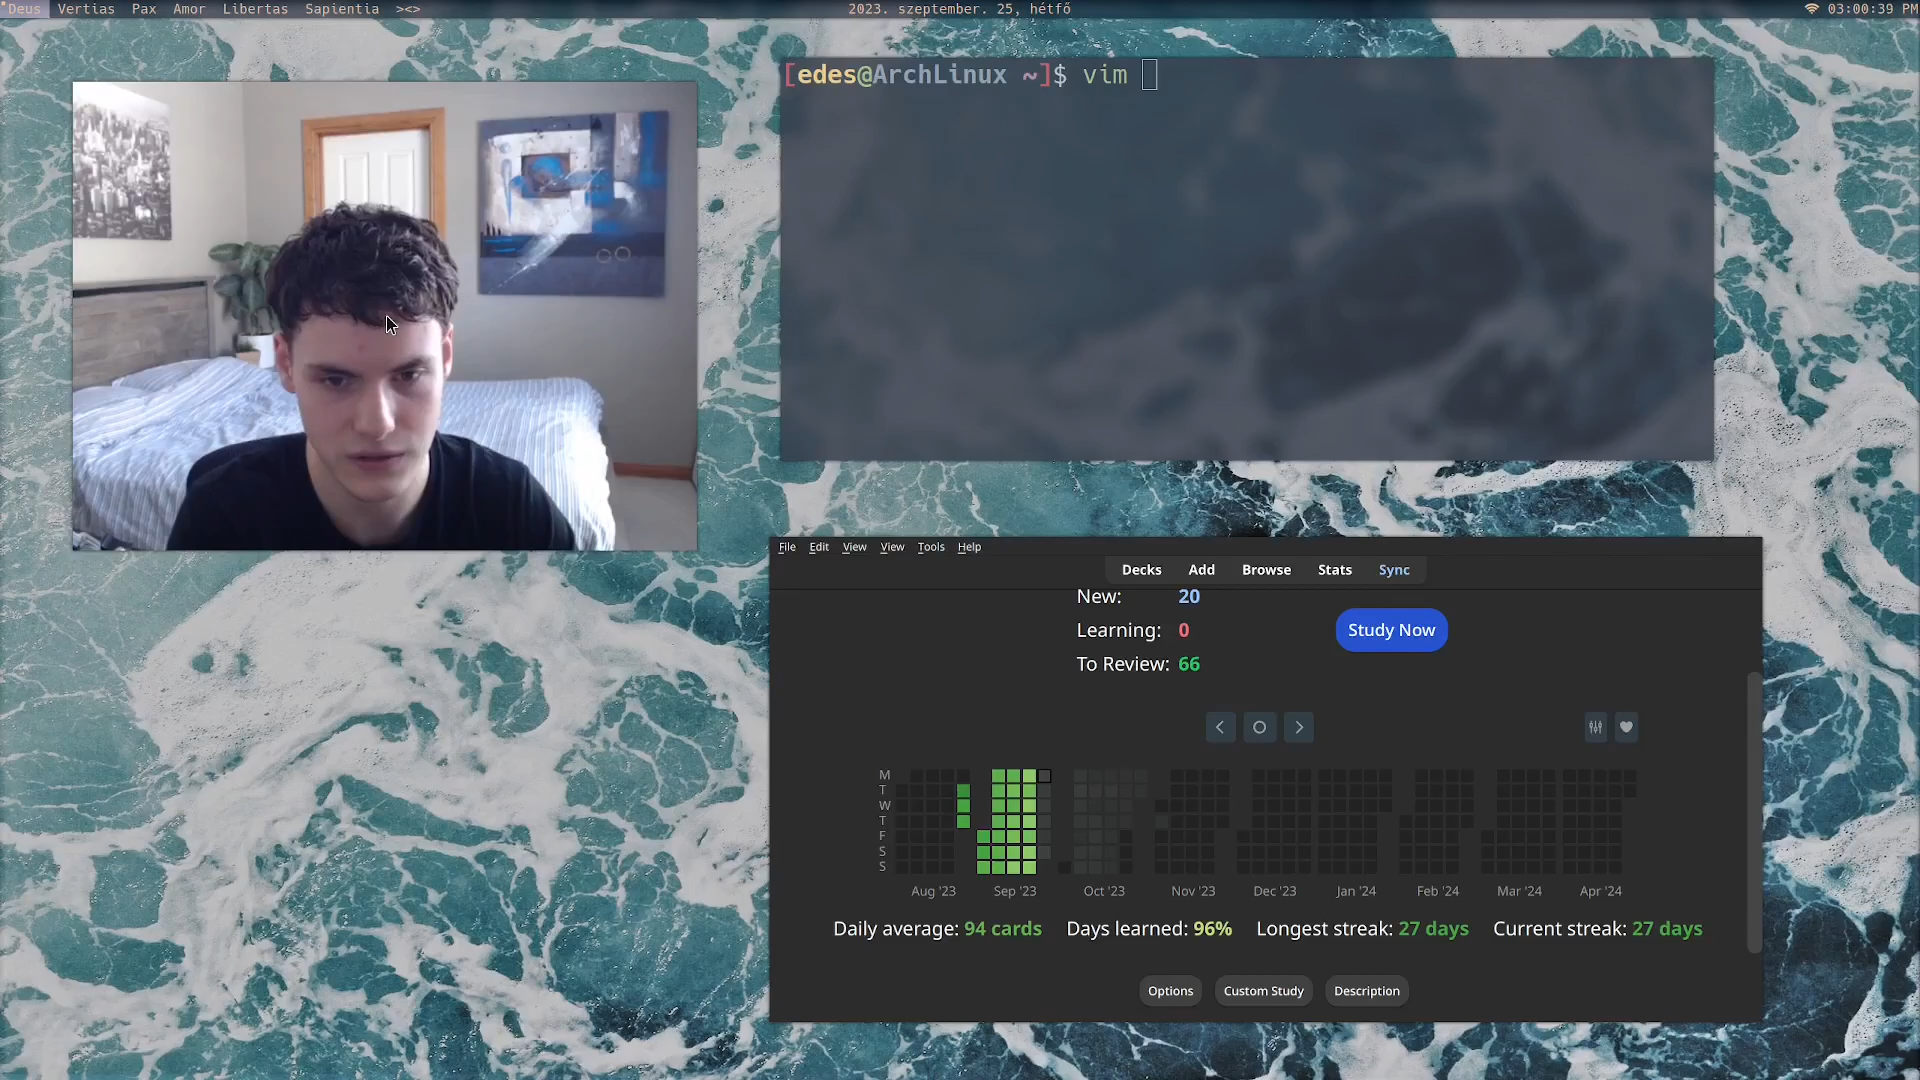 Deus Vertias Pax Amor Libertas Sapientia ><>
2023. szeptember. 25, hétfő
03:00:39 PM
[edes@ArchLinux ~]$ vim
File Edit View View Tools Help
Decks Add Browse Stats Sync
New: 20
Learning: 0
To Review: 66
Study Now
M
T
W
T
F
S
S
Aug '23 Sep '23 Oct '23 Nov '23 Dec '23 Jan '24 Feb '24 Mar '24 Apr '24
Daily average: 94 cards Days learned: 96% Longest streak: 27 days Current streak: 27 days
Options Custom Study Description